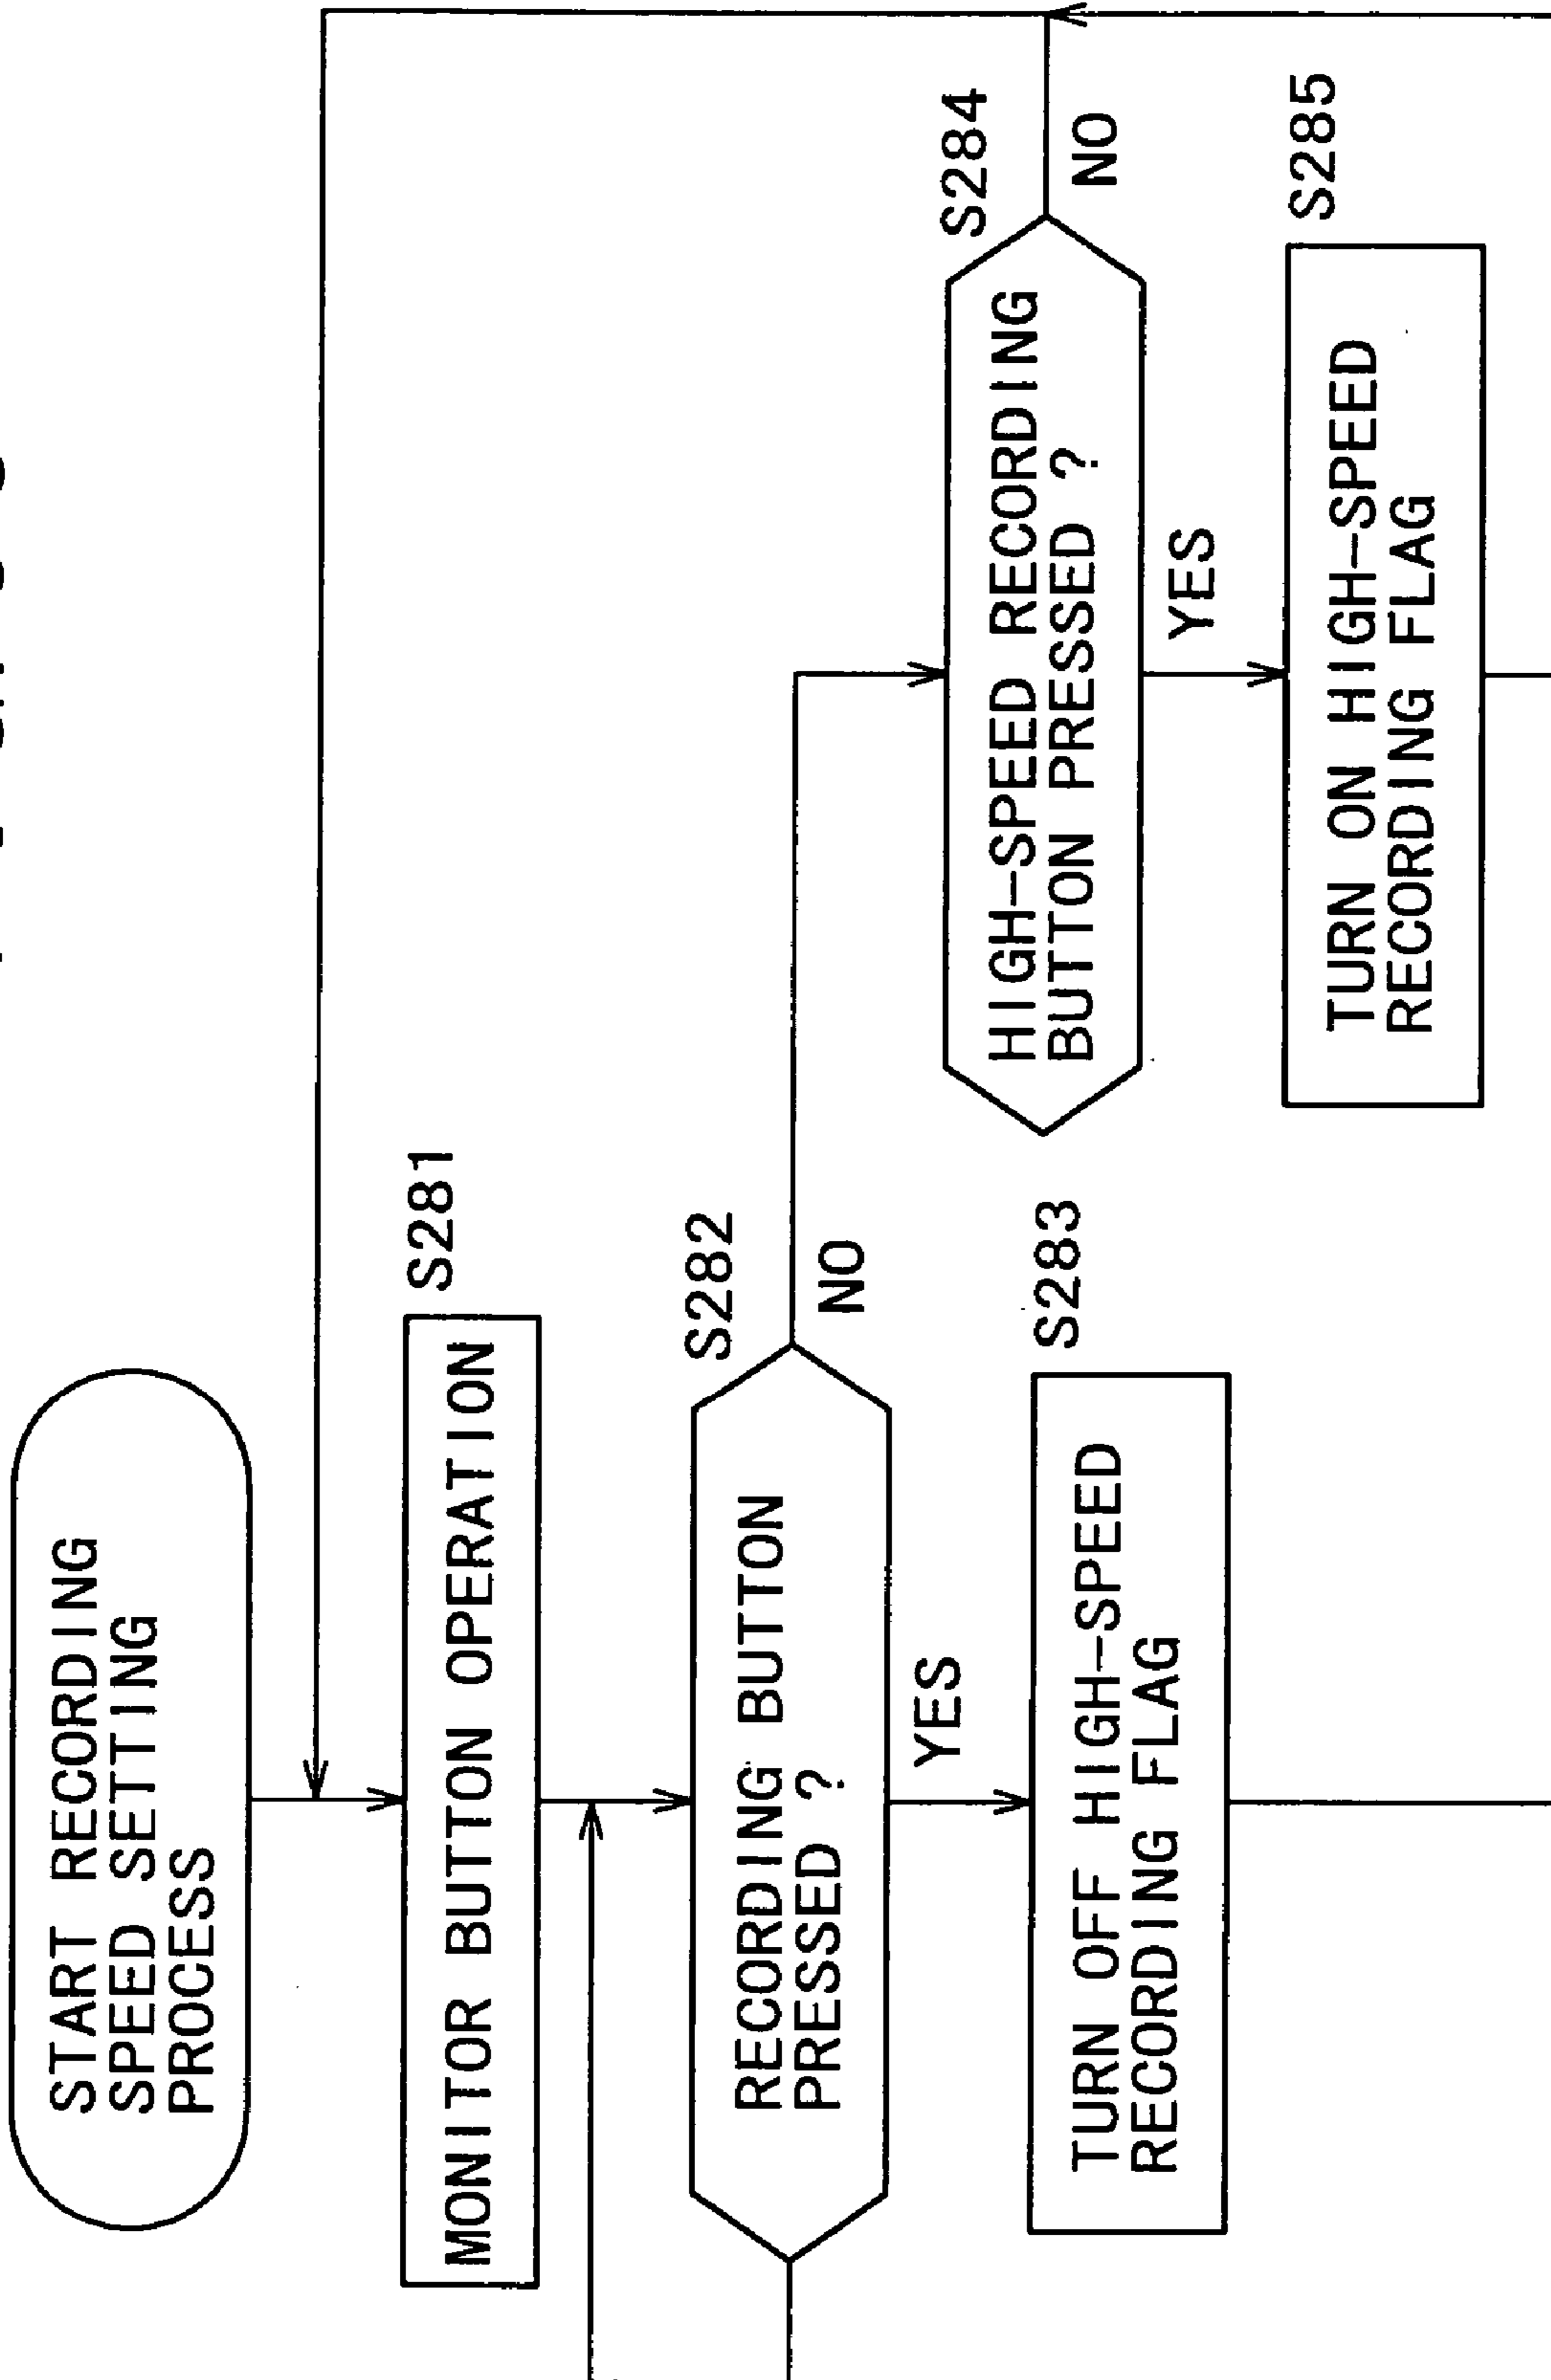 START RECORDING
SPEED SETTING
PROCESS
MONITOR BUTTON OPERATION
S281
RECORDING BUTTON
PRESSED ?
S282
NO
YES
TURN OFF HIGH-SPEED
RECORDING FLAG
S283
HIGH-SPEED RECORDING
BUTTON PRESSED ?
S284
NO
YES
TURN ON HIGH-SPEED
RECORDING FLAG
S285